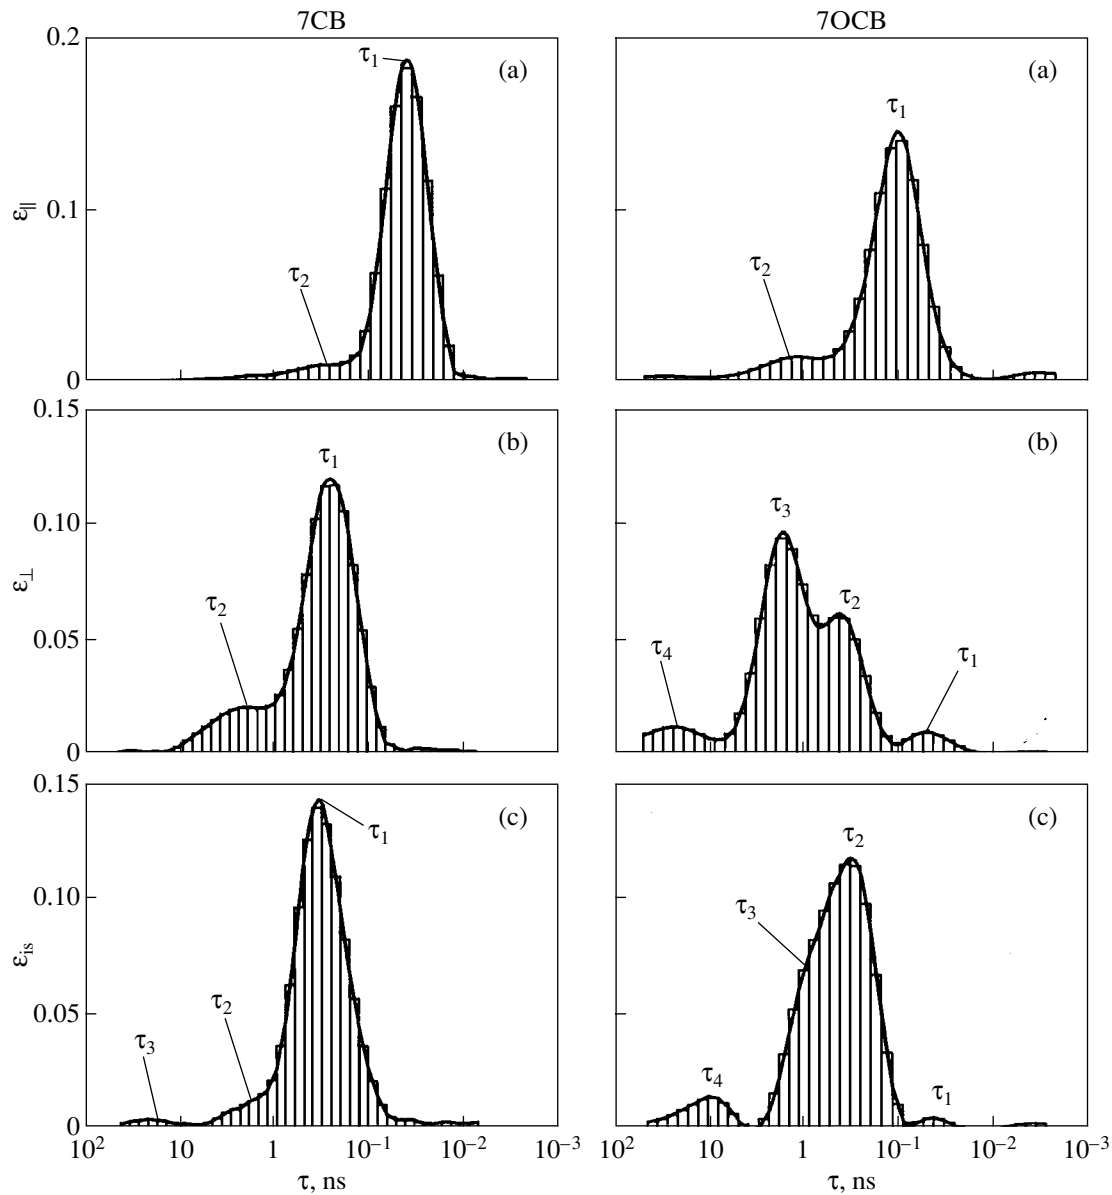 7CB 7OCB
0.2
τ1 (a)
τ1 (a)
ε∥ 0.1
τ2
τ2
0
0.15
τ1 (b)
τ3 (b)
0.10
ε⊥
τ2
τ2
0.05
τ4 τ1
0
0.15
τ1 (c)
τ2 (c)
0.10
τ3
εis
0.05
τ2
τ3
τ4 τ1
0
10² 10 1 10⁻¹ 10⁻² 10⁻³ 10² 10 1 10⁻¹ 10⁻² 10⁻³
τ, ns τ, ns